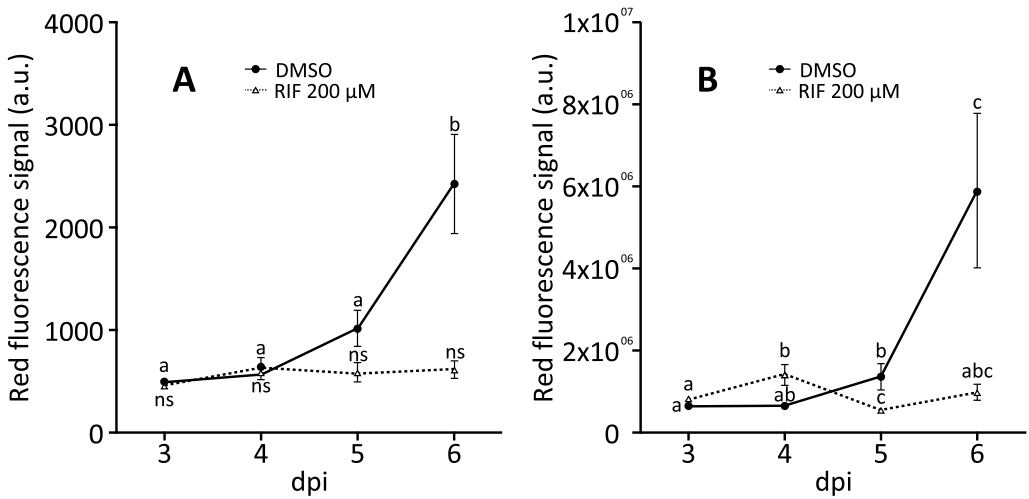 Red fluorescence signal (a.u.)
4000
3000
2000
1000
0
A
DMSO
RIF 200 µM
b
a
a
a
ns
ns
ns
ns
3 4 5 6
dpi
Red fluorescence signal (a.u.)
1x10⁰⁷
8x10⁰⁶
6x10⁰⁶
4x10⁰⁶
2x10⁰⁶
0
B
DMSO
RIF 200 µM
c
b
b
abc
a
a
ab
c
3 4 5 6
dpi